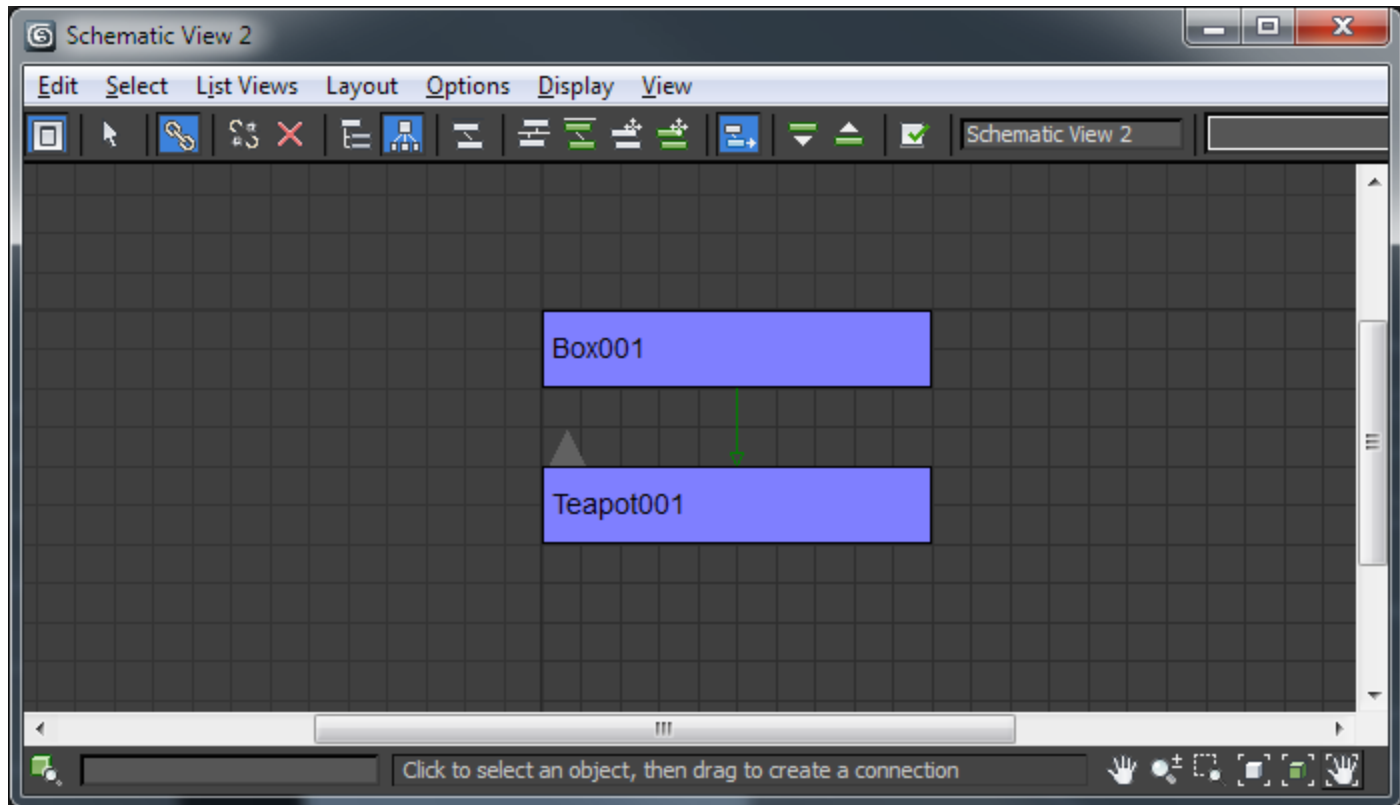 Schematic View 2
Edit Select List Views Layout Options Display View
Schematic View 2
Box001
Teapot001
Click to select an object, then drag to create a connection